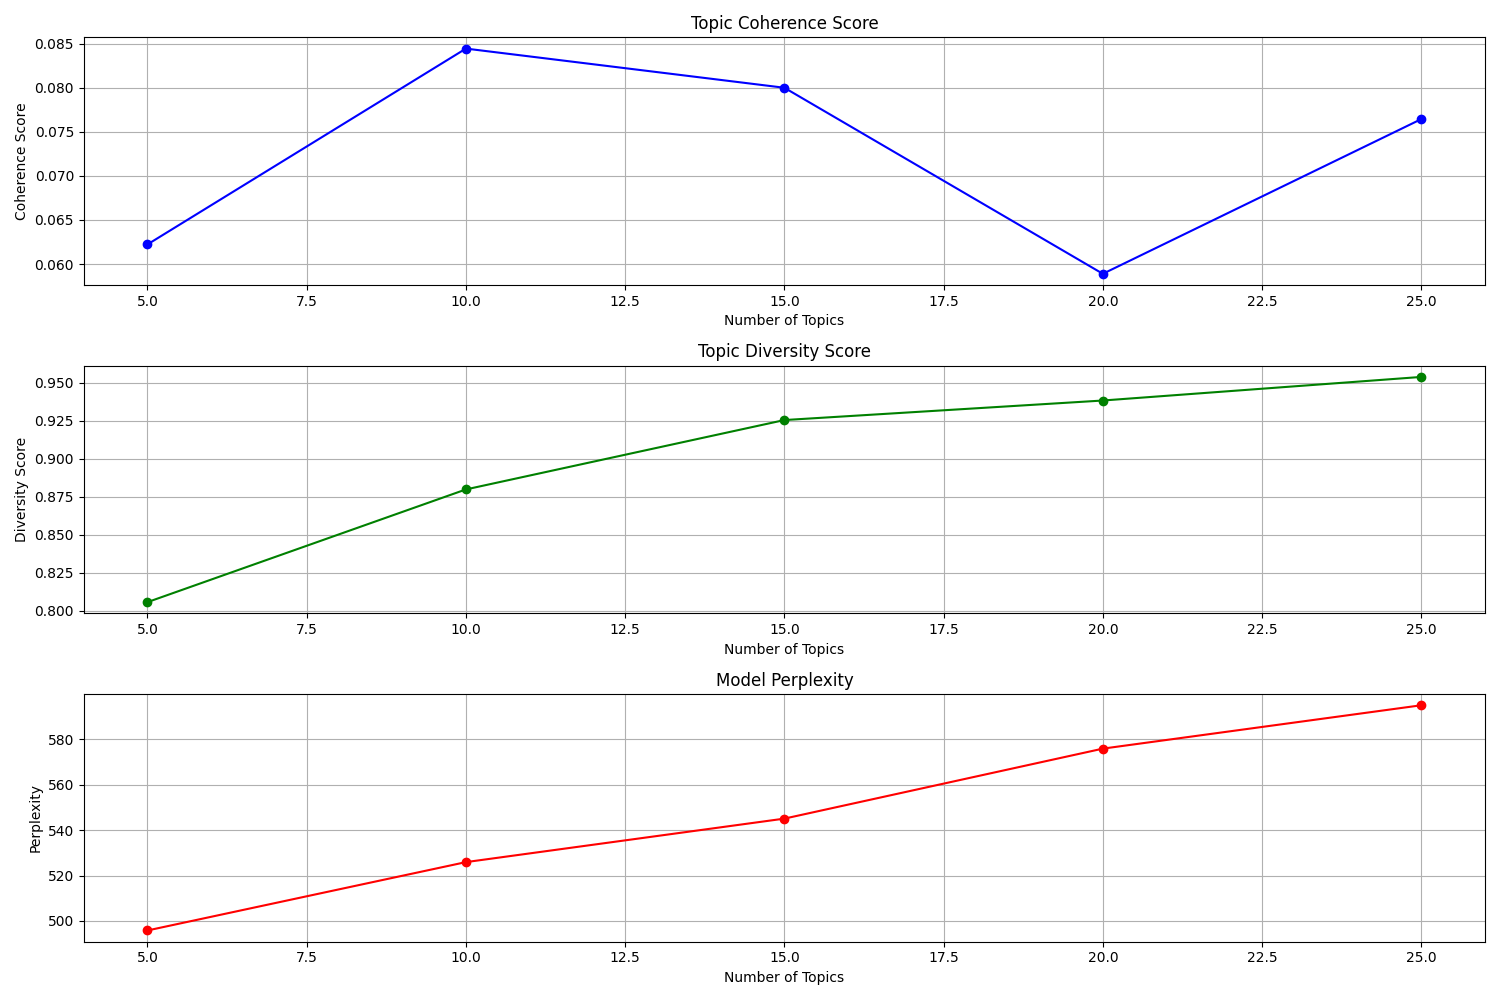 Topic Coherence Score
Coherence Score
0.085
0.080
0.075
0.070
0.065
0.060
5.0 7.5 10.0 12.5 15.0 17.5 20.0 22.5 25.0
Number of Topics
Topic Diversity Score
Diversity Score
0.950
0.925
0.900
0.875
0.850
0.825
0.800
5.0 7.5 10.0 12.5 15.0 17.5 20.0 22.5 25.0
Number of Topics
Model Perplexity
Perplexity
580
560
540
520
500
5.0 7.5 10.0 12.5 15.0 17.5 20.0 22.5 25.0
Number of Topics